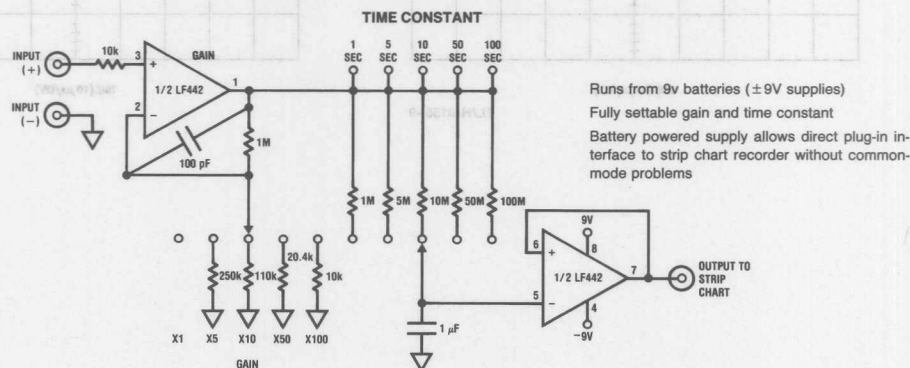 TIME CONSTANT
1 SEC
5 SEC
10 SEC
50 SEC
100 SEC
INPUT (+)
10k
3
+
GAIN
1/2 LF442
1
2
−
INPUT (−)
100 pF
1M
Runs from 9v batteries (±9V supplies)
Fully settable gain and time constant
Battery powered supply allows direct plug-in in-
terface to strip chart recorder without common-
mode problems
1M
5M
10M
50M
100M
250k
110k
20.4k
10k
X1
X5
X10
X50
X100
GAIN
1 μF
9V
8
6
+
1/2 LF442
7
5
−
4
−9V
OUTPUT TO
STRIP
CHART